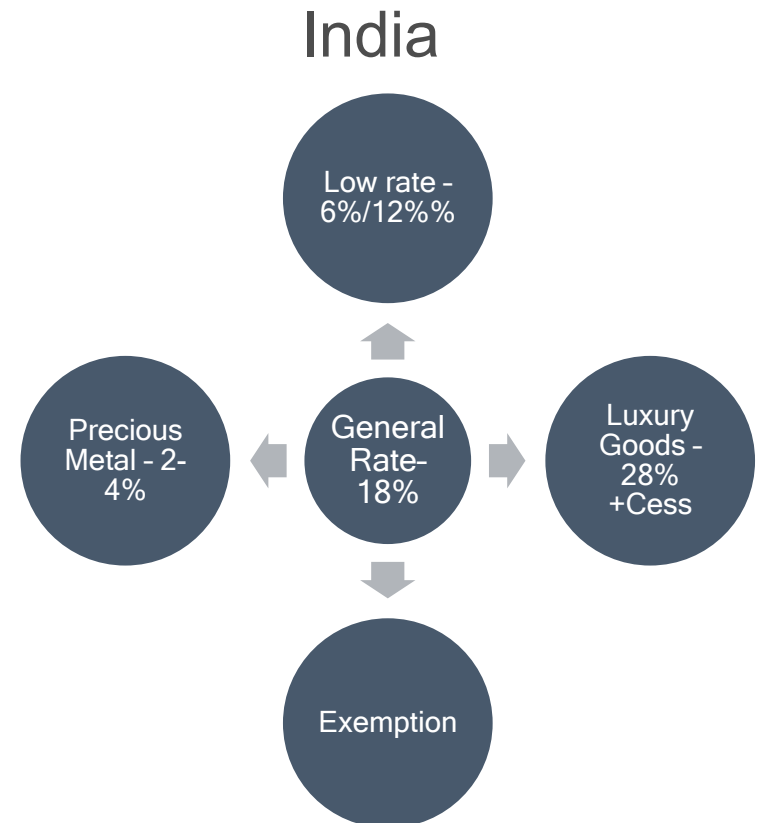 India
Low rate –
6%/12%%
Precious
Metal – 2-
4%
General
Rate–
18%
Luxury
Goods –
28%
+Cess
Exemption